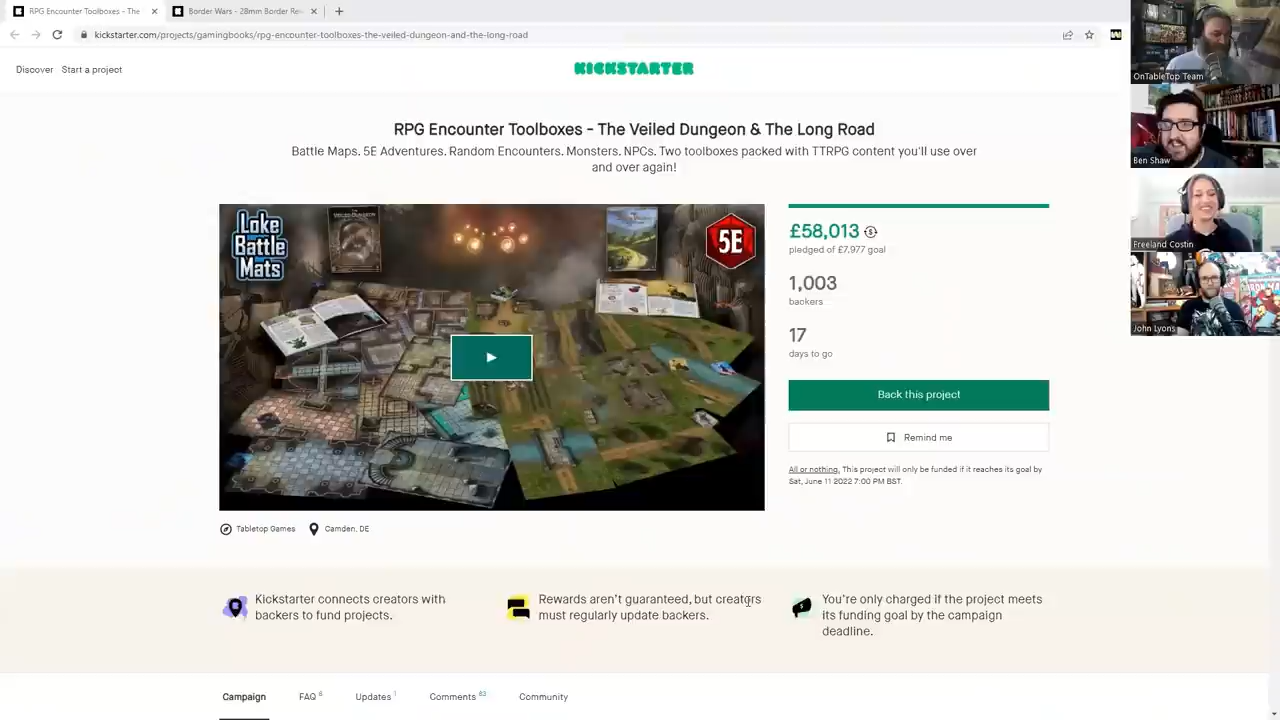 RPG Encounter Toolboxes - The
Border Wars - 28mm Border Re
kickstarter.com/projects/gamingbooks/rpg-encounter-toolboxes-the-veiled-dungeon-and-the-long-road
Discover Start a project
KICKSTARTER
RPG Encounter Toolboxes - The Veiled Dungeon & The Long Road
Battle Maps. 5E Adventures. Random Encounters. Monsters. NPCs. Two toolboxes packed with TTRPG content you'll use over
and over again!
Loke
Battle
Mats
VEILED DUNGEON
5E
£58,013
pledged of £7,977 goal
1,003
backers
17
days to go
Back this project
Remind me
All or nothing. This project will only be funded if it reaches its goal by
Sat, June 11 2022 7:00 PM BST.
Tabletop Games Camden, DE
Kickstarter connects creators with
backers to fund projects.
Rewards aren't guaranteed, but creators
must regularly update backers.
You're only charged if the project meets
its funding goal by the campaign
deadline.
Campaign FAQ 6 Updates 1 Comments 83 Community
OnTableTop Team
Ben Shaw
Freeland Costin
John Lyons